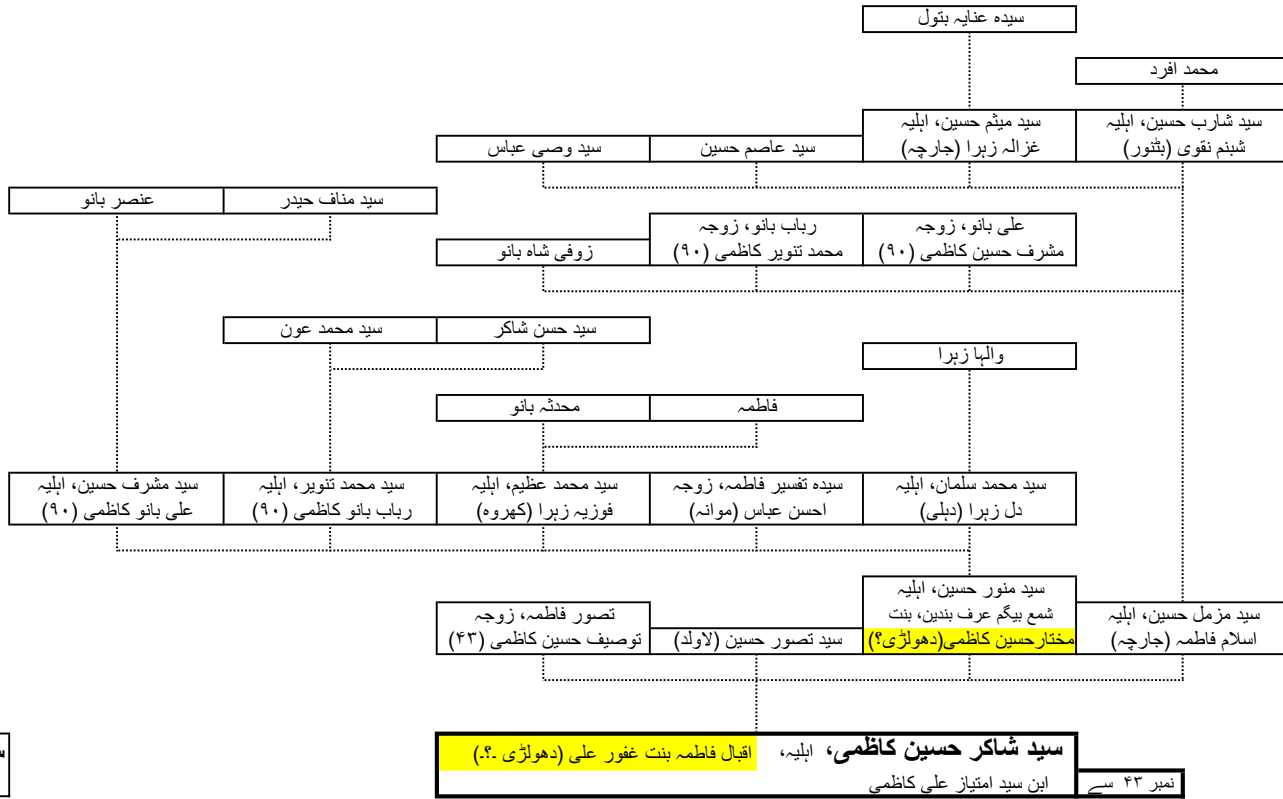 سیدہ عنایہ بتول
محمد افرد
سید شارب حسین، اہلیہ
شبنم نقوی (بٹنور)
سید میثم حسین، اہلیہ
غزالہ زہرا (جارچہ)
سید عاصم حسین
سید وصی عباس
سید مناف حیدر
عنصر بانو
علی بانو، زوجہ
مشرف حسین کاظمی (۹۰)
رباب بانو، زوجہ
محمد تنویر کاظمی (۹۰)
زوفی شاہ بانو
سید حسن شاکر
سید محمد عون
والہا زہرا
فاطمہ
محدثہ بانو
سید محمد سلمان، اہلیہ
دل زہرا (دہلی)
سیدہ تفسیر فاطمہ، زوجہ
احسن عباس (موانہ)
سید محمد عظیم، اہلیہ
فوزیہ زہرا (کھروہ)
سید محمد تنویر، اہلیہ
رباب بانو کاظمی (۹۰)
سید مشرف حسین، اہلیہ
علی بانو کاظمی (۹۰)
سید مزمل حسین، اہلیہ
اسلام فاطمہ (جارچہ)
سید منور حسین، اہلیہ
شمع بیگم عرف بندین، بنت
مختارحسین کاظمی(دھولڑی؟)
سید تصور حسین (لاولد)
تصور فاطمہ، زوجہ
توصیف حسین کاظمی (۴۳)
سید شاکر حسین کاظمی، اہلیہ، اقبال فاطمہ بنت غفور علی (دھولڑی ۔؟۔)
نمبر ۴۳ سے
ابن سید امتیاز علی کاظمی